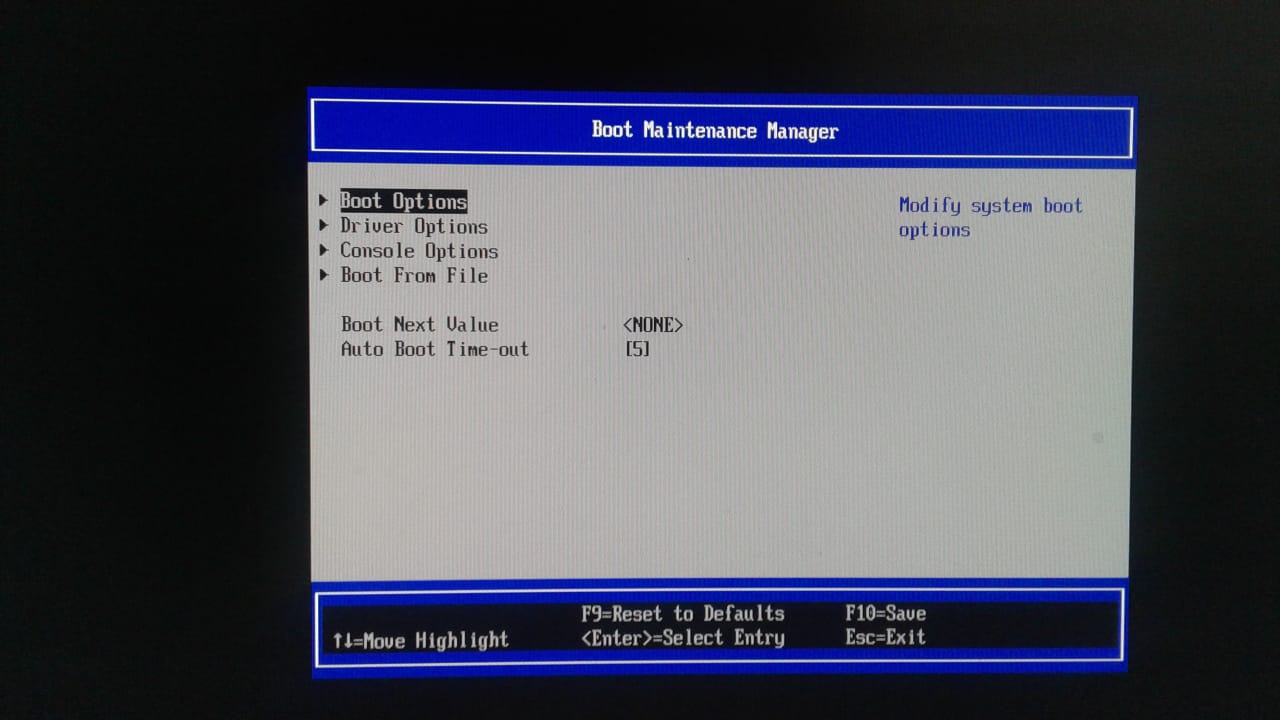 Boot Maintenance Manager
Boot Options
Driver Options
Console Options
Boot From File
Modify system boot
options
Boot Next Value <NONE>
Auto Boot Time-out [5]
F9=Reset to Defaults F10=Save
↑↓=Move Highlight <Enter>=Select Entry Esc=Exit